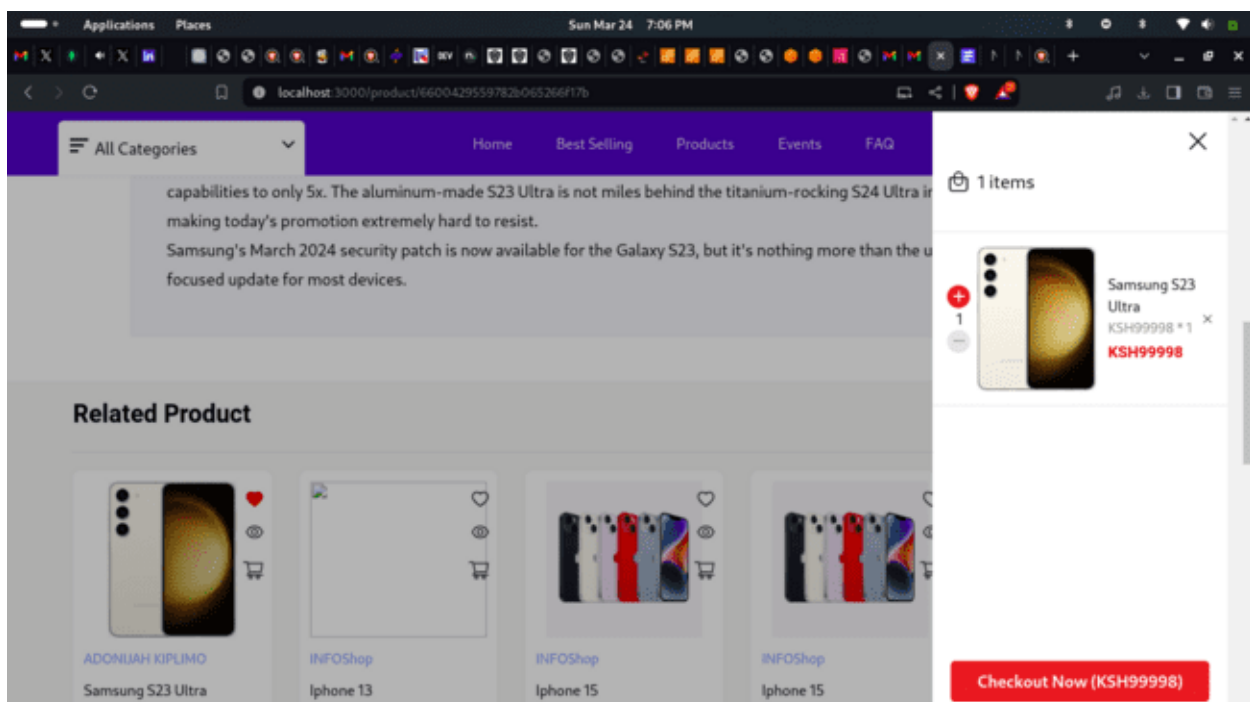 Applications Places Sun Mar 24 7:06 PM
localhost:3000/product/6600429559782b065266f17b
All Categories
Home Best Selling Products Events FAQ
capabilities to only 5x. The aluminum-made S23 Ultra is not miles behind the titanium-rocking S24 Ultra in
making today's promotion extremely hard to resist.
Samsung's March 2024 security patch is now available for the Galaxy S23, but it's nothing more than the u
focused update for most devices.
1 items
1
Samsung S23
Ultra
KSH99998 * 1
KSH99998
Related Product
ADONIJAH KIPLIMO
Samsung S23 Ultra
INFOShop
Iphone 13
INFOShop
Iphone 15
INFOShop
Iphone 15
Checkout Now (KSH99998)